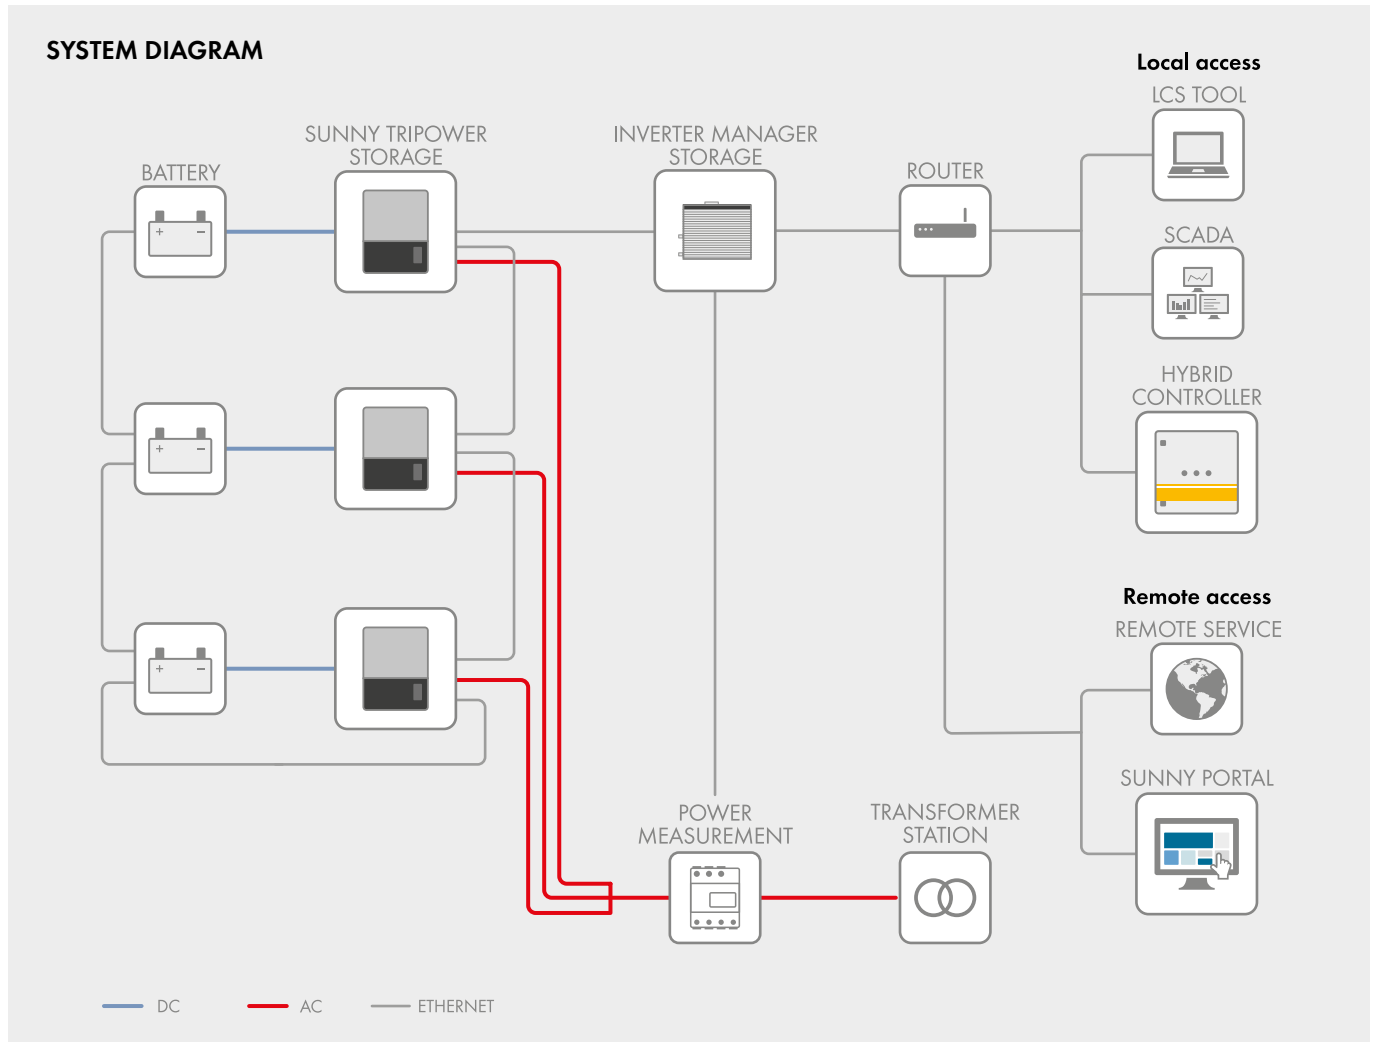 SYSTEM DIAGRAM
Local access
LCS TOOL
SUNNY TRIPOWER
STORAGE
INVERTER MANAGER
STORAGE
BATTERY
ROUTER
SCADA
HYBRID
CONTROLLER
Remote access
REMOTE SERVICE
SUNNY PORTAL
POWER
MEASUREMENT
TRANSFORMER
STATION
DC
AC
ETHERNET